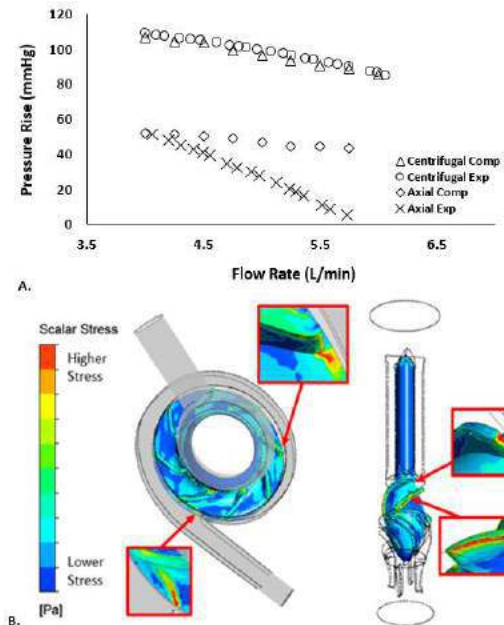 Pressure Rise (mmHg)
120
100
80
60
40
20
0
3.5
4.5
5.5
6.5
Flow Rate (L/min)
Centrifugal Comp
Centrifugal Exp
Axial Comp
Axial Exp
A.
Scalar Stress
Higher
Stress
Lower
Stress
[Pa]
B.